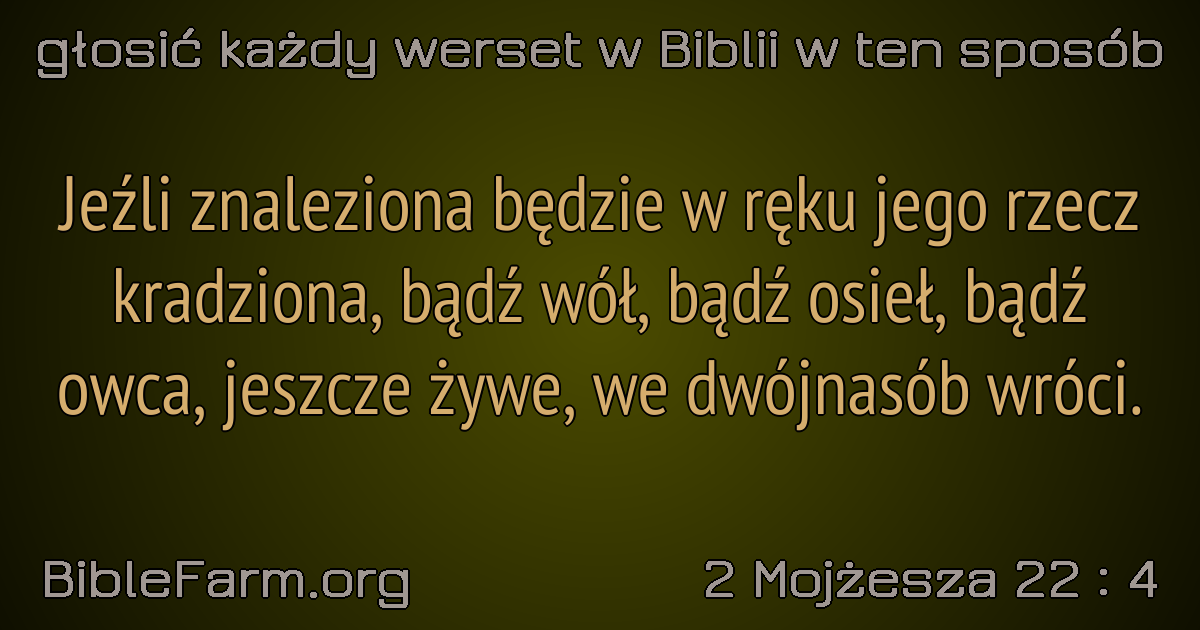 głosić każdy werset w Biblii w ten sposób
Jeźli znaleziona będzie w ręku jego rzecz
kradziona, bądź wół, bądź osieł, bądź
owca, jeszcze żywe, we dwójnasób wróci.
BibleFarm.org
2 Mojżesza 22 : 4